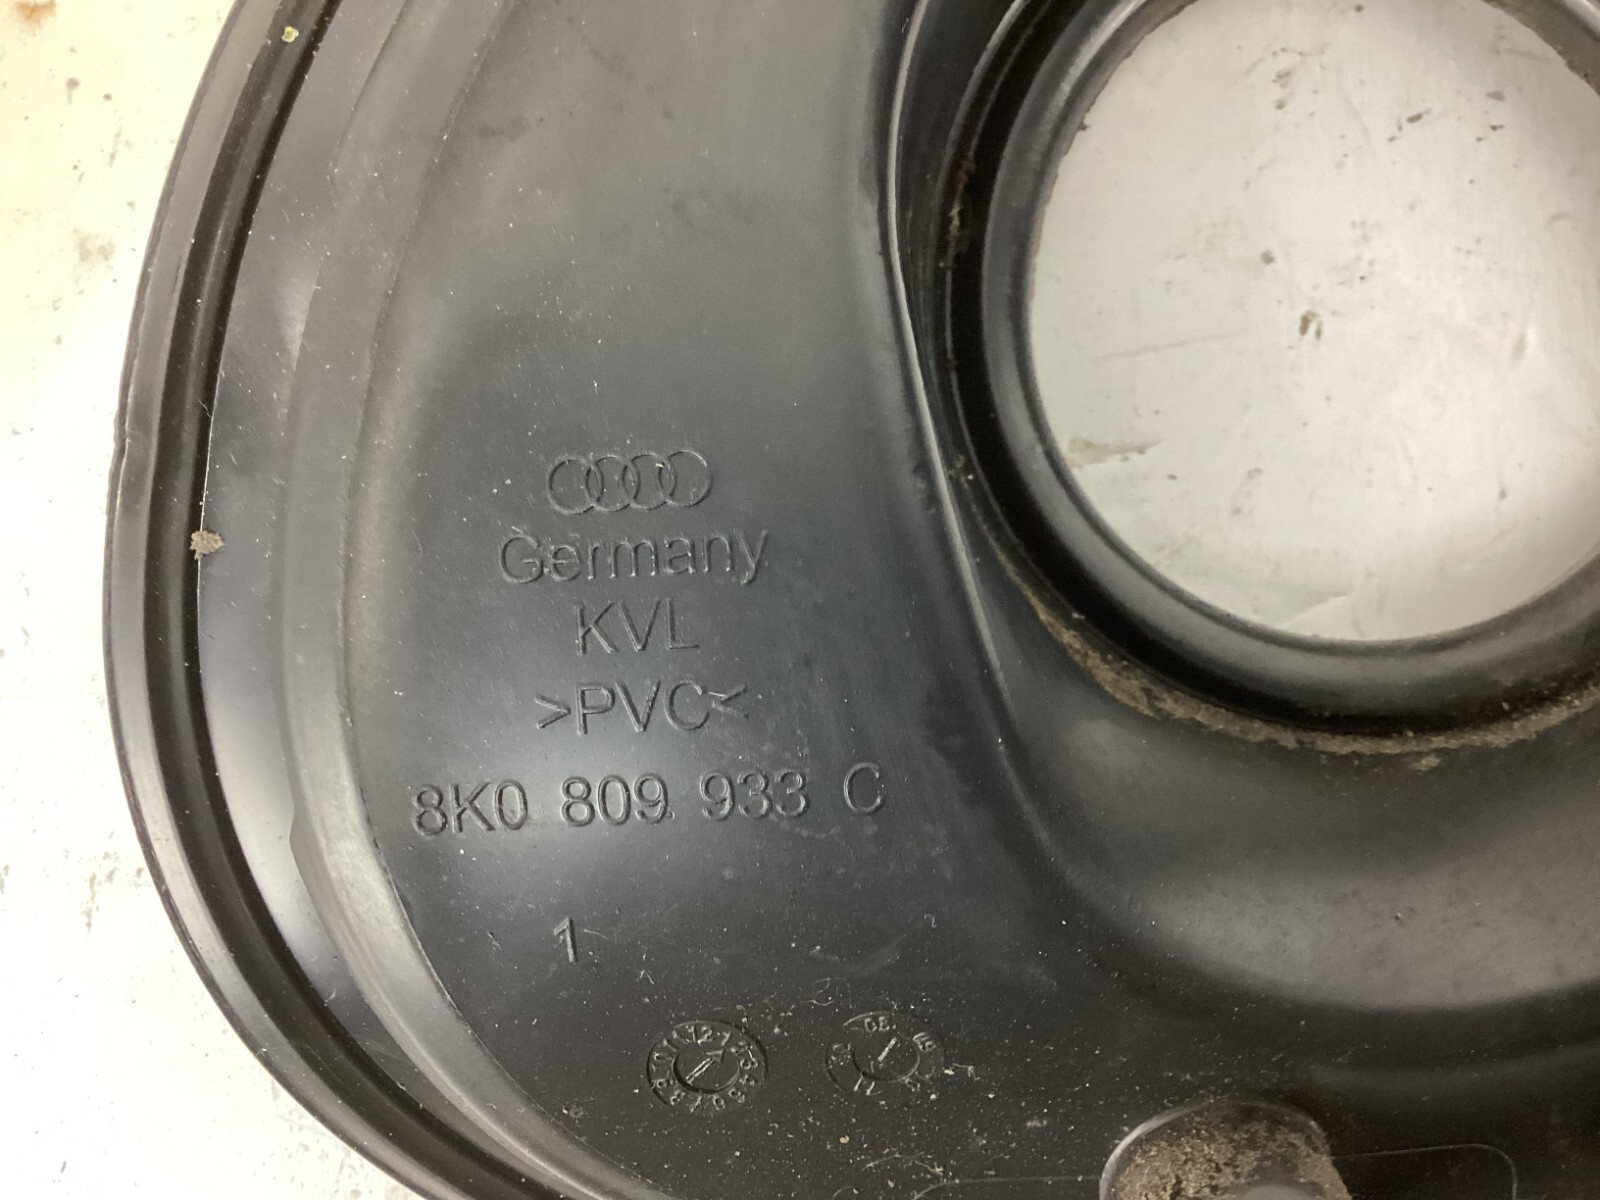 Germany
KVL
>PVC<
8K0 809 933 C
1